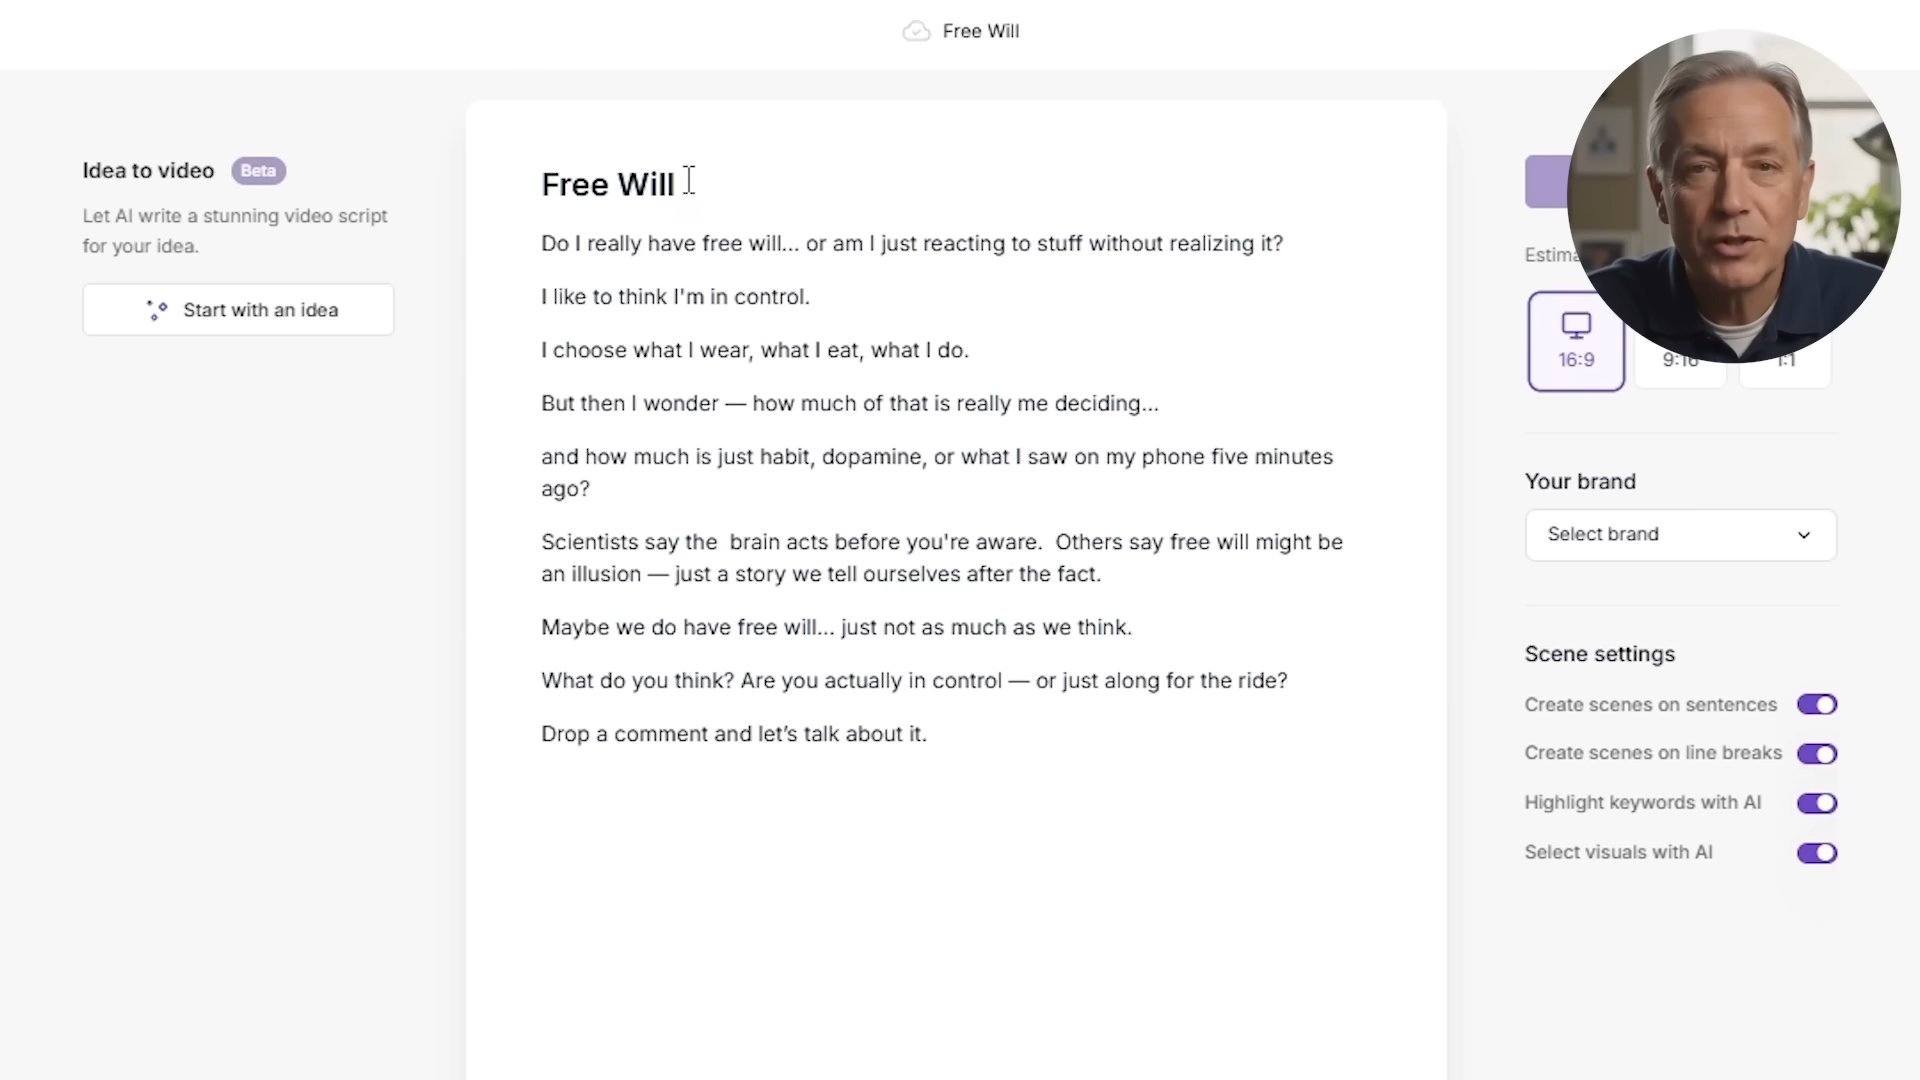 Free Will
Idea to video Beta
Let AI write a stunning video script
for your idea.
Start with an idea
Free Will
Do I really have free will... or am I just reacting to stuff without realizing it?
I like to think I'm in control.
I choose what I wear, what I eat, what I do.
But then I wonder — how much of that is really me deciding...
and how much is just habit, dopamine, or what I saw on my phone five minutes
ago?
Scientists say the  brain acts before you're aware.  Others say free will might be
an illusion — just a story we tell ourselves after the fact.
Maybe we do have free will... just not as much as we think.
What do you think? Are you actually in control — or just along for the ride?
Drop a comment and let’s talk about it.
16:9
9:16
1:1
Your brand
Select brand
Scene settings
Create scenes on sentences
Create scenes on line breaks
Highlight keywords with AI
Select visuals with AI